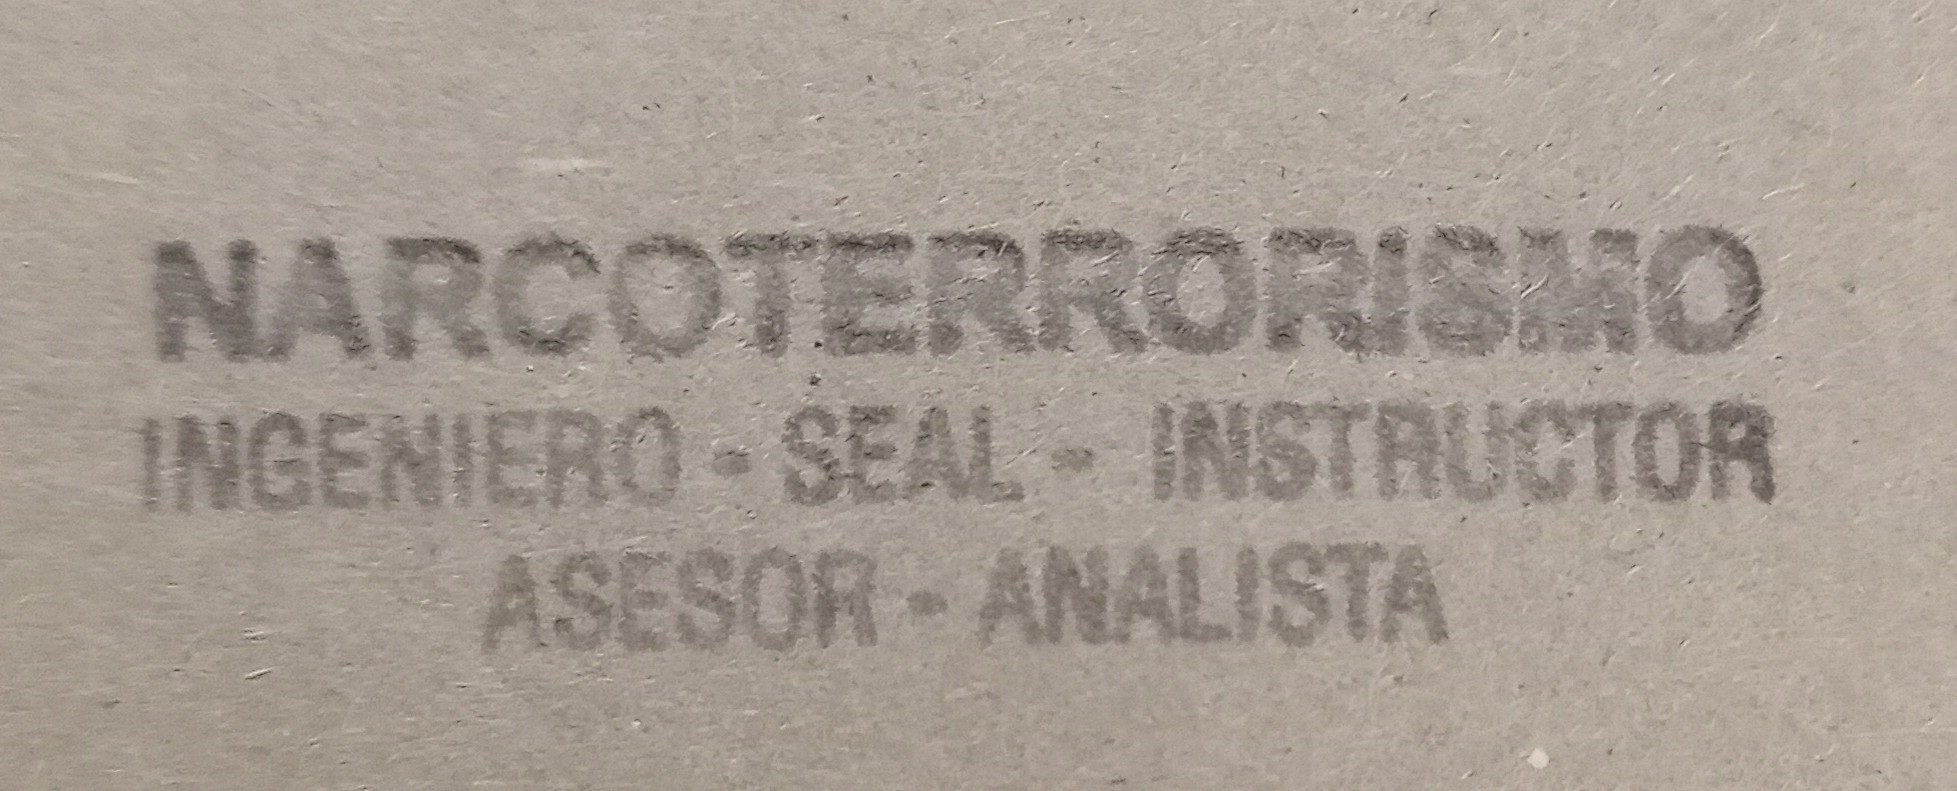 NARCOTERRORISMO
INGENIERO - SEAL - INSTRUCTOR
ASESOR - ANALISTA